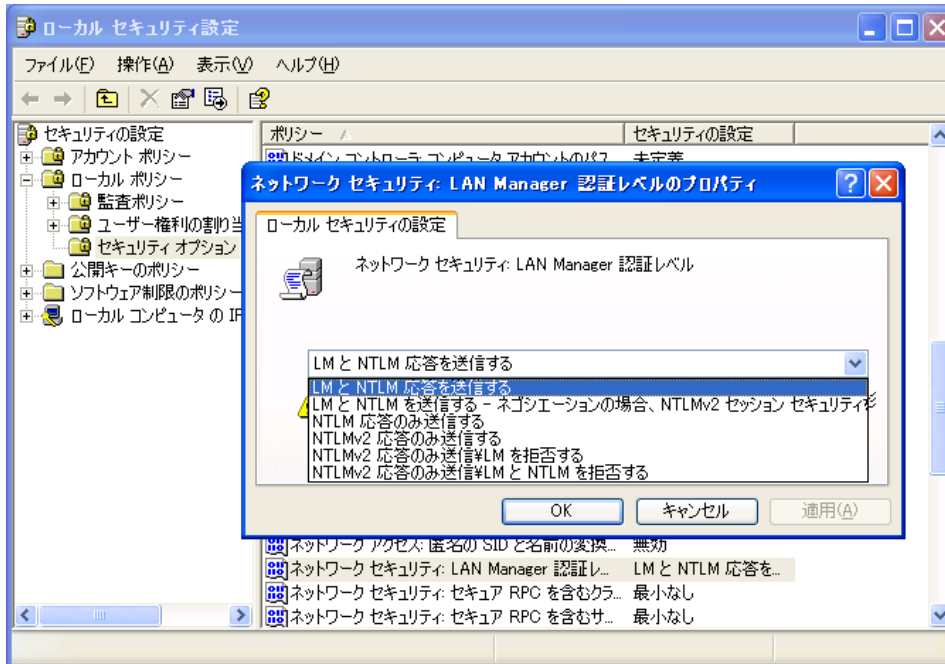 ローカル セキュリティ設定
ファイル(F) 操作(A) 表示(V) ヘルプ(H)
セキュリティの設定
アカウント ポリシー
ローカル ポリシー
監査ポリシー
ユーザー権利の割り当
セキュリティ オプション
公開キーのポリシー
ソフトウェア制限のポリシー
ローカル コンピュータ の IP
ポリシー セキュリティの設定
ドメイン コントローラ: コンピュータ アカウントのパス 未定義
ネットワーク セキュリティ: LAN Manager 認証レベルのプロパティ
ローカル セキュリティの設定
ネットワーク セキュリティ: LAN Manager 認証レベル
LM と NTLM 応答を送信する
LM と NTLM 応答を送信する
LM と NTLM を送信する - ネゴシエーションの場合、NTLMv2 セッション セキュリティを
NTLM 応答のみ送信する
NTLMv2 応答のみ送信する
NTLMv2 応答のみ送信¥LM を拒否する
NTLMv2 応答のみ送信¥LM と NTLM を拒否する
OK キャンセル 適用(A)
ネットワーク アクセス: 匿名の SID と名前の変換... 無効
ネットワーク セキュリティ: LAN Manager 認証レ... LM と NTLM 応答を...
ネットワーク セキュリティ: セキュア RPC を含むクラ... 最小なし
ネットワーク セキュリティ: セキュア RPC を含むサ... 最小なし